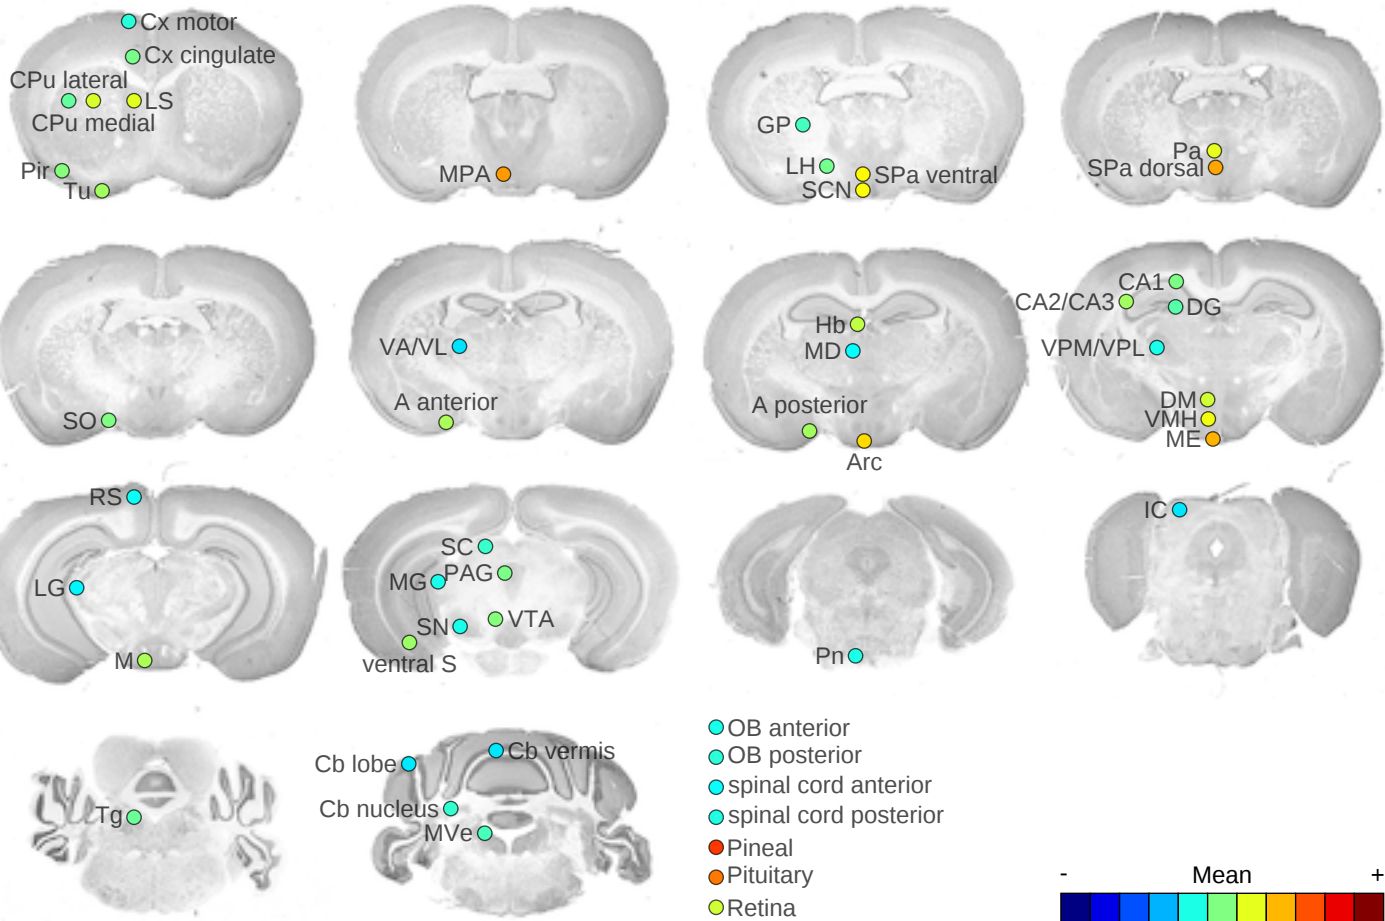 Cx motor
Cx cingulate
CPu lateral
LS
CPu medial
Pir
Tu
MPA
GP
LH
SPa ventral
SCN
Pa
SPa dorsal
SO
VA/VL
A anterior
Hb
MD
A posterior
Arc
CA1
CA2/CA3
DG
VPM/VPL
DM
VMH
ME
RS
LG
M
SC
MG
PAG
SN
VTA
ventral S
Pn
IC
Tg
Cb lobe
Cb vermis
Cb nucleus
MVe
OB anterior
OB posterior
spinal cord anterior
spinal cord posterior
Pineal
Pituitary
Retina
- Mean +